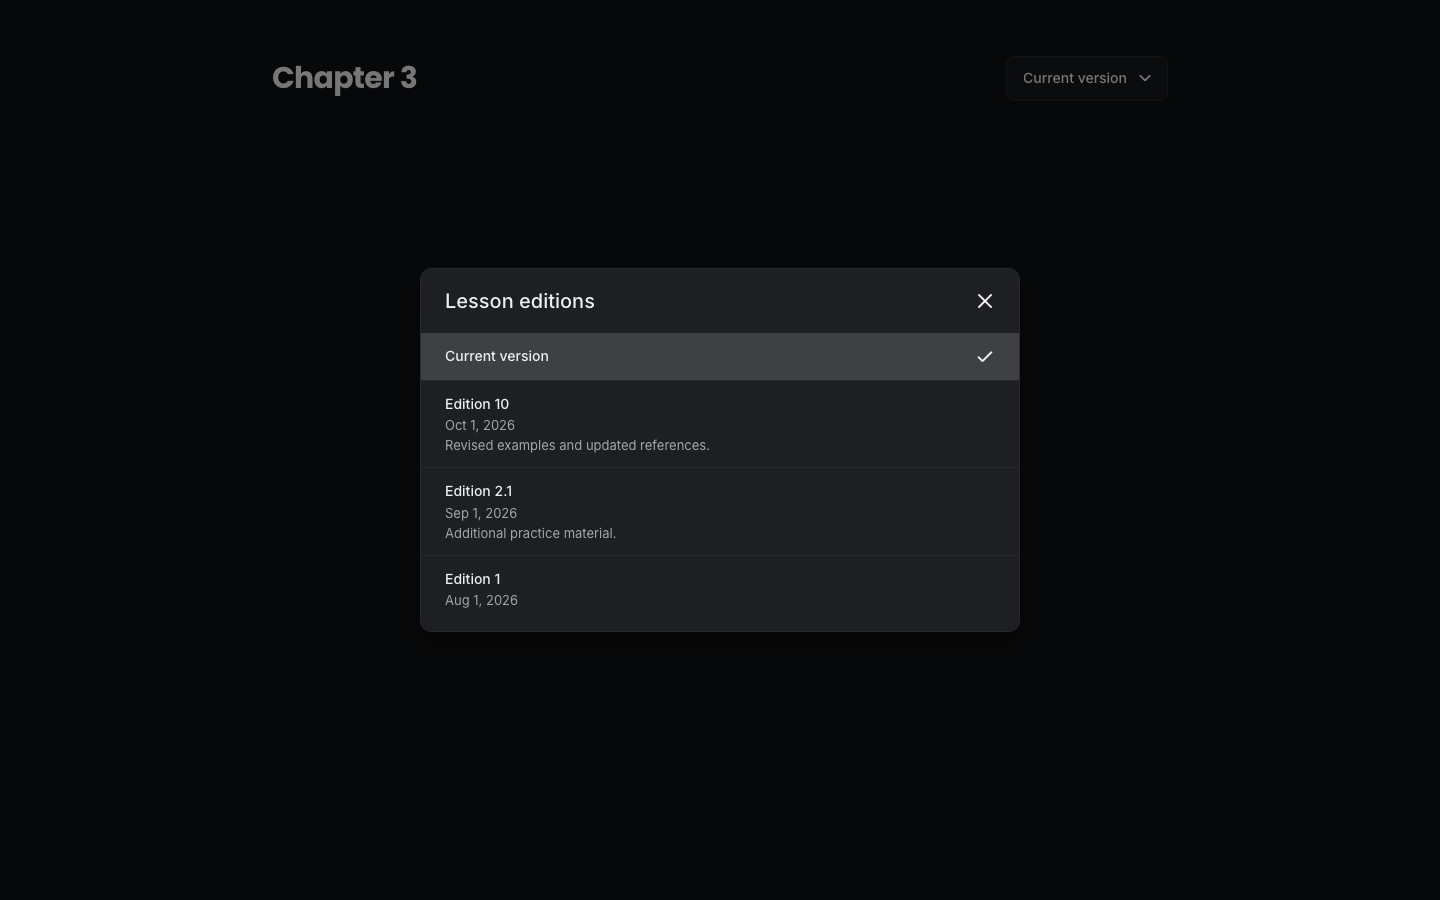 Chapter 3
Current version
Lesson editions
Current version
Edition 10
Oct 1, 2026
Revised examples and updated references.
Edition 2.1
Sep 1, 2026
Additional practice material.
Edition 1
Aug 1, 2026